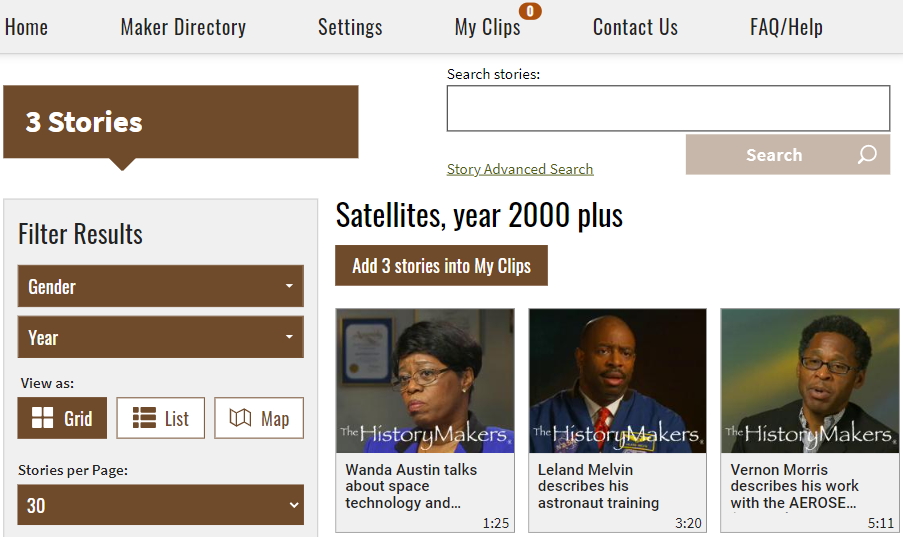 Home Maker Directory Settings My Clips 0 Contact Us FAQ/Help
Search stories:
3 Stories
Search
Story Advanced Search
Satellites, year 2000 plus
Filter Results
Add 3 stories into My Clips
Gender
Year
View as:
Grid List Map
Stories per Page:
30
The HistoryMakers
Wanda Austin talks
about space
technology and...
1:25
The HistoryMakers
Leland Melvin
describes his
astronaut training
3:20
The HistoryMakers
Vernon Morris
describes his work
with the AEROSE...
5:11